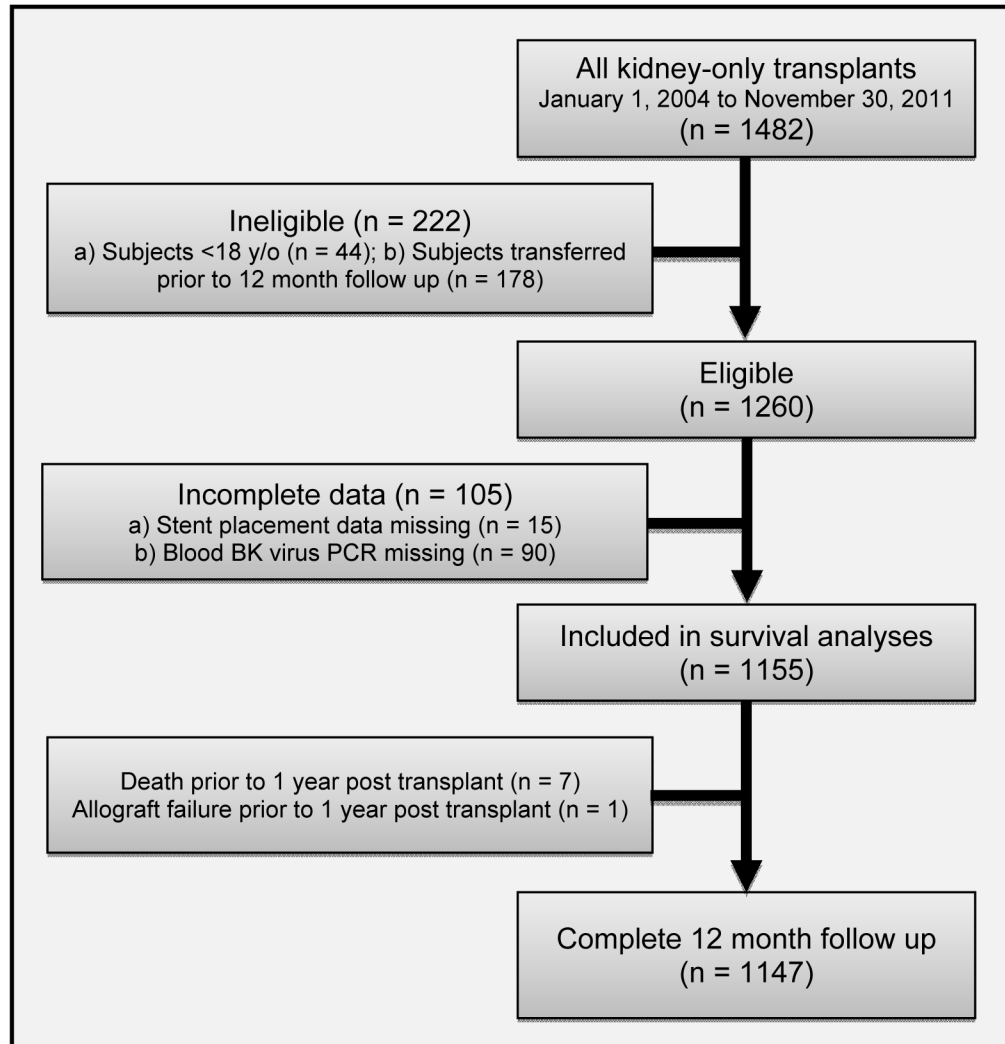 All kidney-only transplants
January 1, 2004 to November 30, 2011
(n = 1482)
Ineligible (n = 222)
a) Subjects <18 y/o (n = 44); b) Subjects transferred
prior to 12 month follow up (n = 178)
Eligible
(n = 1260)
Incomplete data (n = 105)
a) Stent placement data missing (n = 15)
b) Blood BK virus PCR missing (n = 90)
Included in survival analyses
(n = 1155)
Death prior to 1 year post transplant (n = 7)
Allograft failure prior to 1 year post transplant (n = 1)
Complete 12 month follow up
(n = 1147)